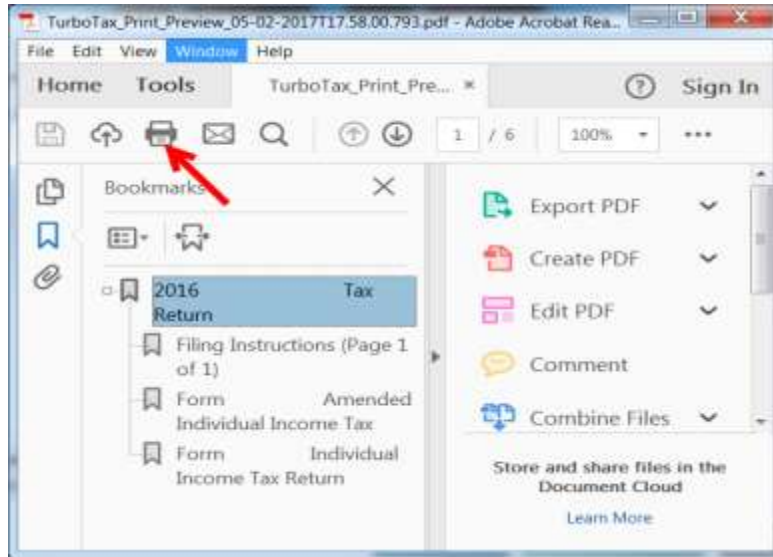 TurboTax_Print_Preview_05-02-2017T17.58.00.793.pdf - Adobe Acrobat Rea...
File Edit View Window Help
Home Tools TurboTax_Print_Pre... × ? Sign In
1 / 6 100% ...
Bookmarks
2016 Tax
Return
Filing Instructions (Page 1
of 1)
Form Amended
Individual Income Tax
Form Individual
Income Tax Return
Export PDF
Create PDF
Edit PDF
Comment
Combine Files
Store and share files in the
Document Cloud
Learn More